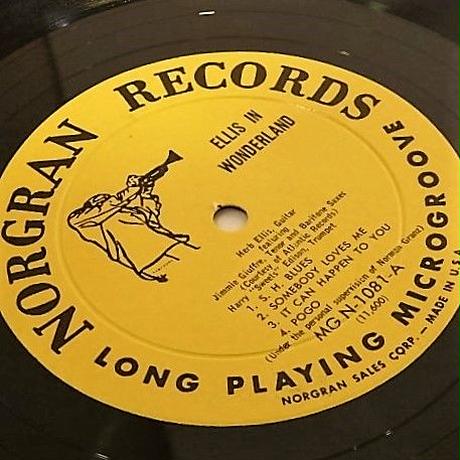 NORGRAN RECORDS
ELLIS IN
WONDERLAND
Herb Ellis, Guitar
featuring
Jimmie Giuffre, Tenor and Baritone Saxes
(Courtesy of Atlantic Records)
Harry "Sweets" Edison, Trumpet
1. S. H. BLUES
2. SOMEBODY LOVES ME
3. IT CAN HAPPEN TO YOU
4. POGO
(Under the personal supervision of Norman Granz)
MG N-1081-A
(11,600)
LONG PLAYING MICROGROOVE
NORGRAN SALES CORP. — MADE IN U.S.A.